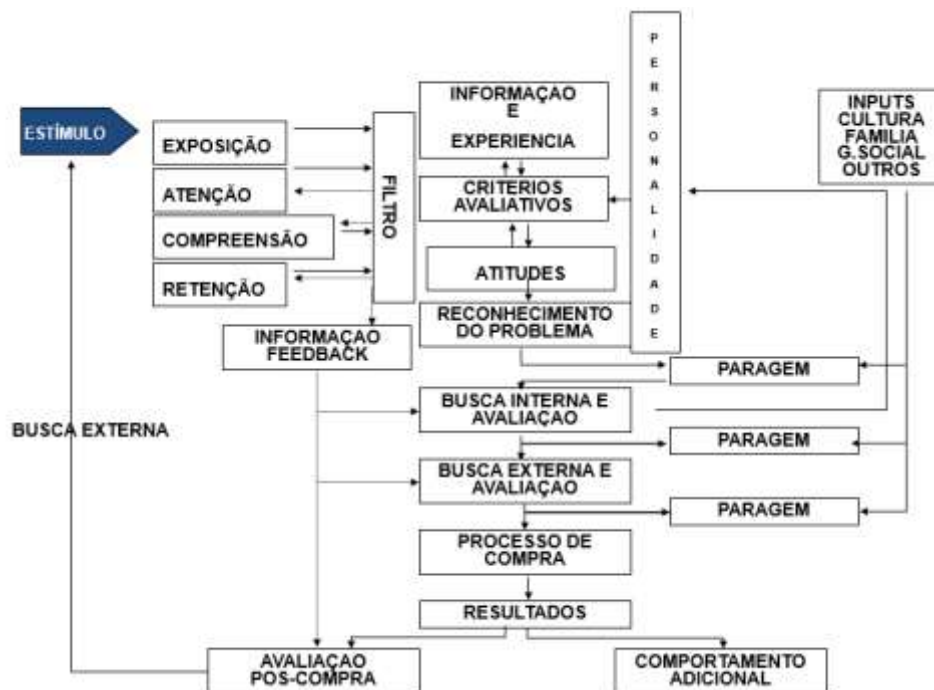 ESTÍMULO
EXPOSIÇÃO
ATENÇÃO
COMPREENSÃO
RETENÇÃO
FILTRO
INFORMAÇAO
FEEDBACK
BUSCA EXTERNA
INFORMAÇAO
E
EXPERIENCIA
CRITERIOS
AVALIATIVOS
ATITUDES
RECONHECIMENTO
DO PROBLEMA
PERSONALIDADE
INPUTS
CULTURA
FAMILIA
G.SOCIAL
OUTROS
PARAGEM
BUSCA INTERNA E
AVALIAÇAO
PARAGEM
BUSCA EXTERNA E
AVALIAÇAO
PARAGEM
PROCESSO DE
COMPRA
RESULTADOS
AVALIAÇAO
POS-COMPRA
COMPORTAMENTO
ADICIONAL